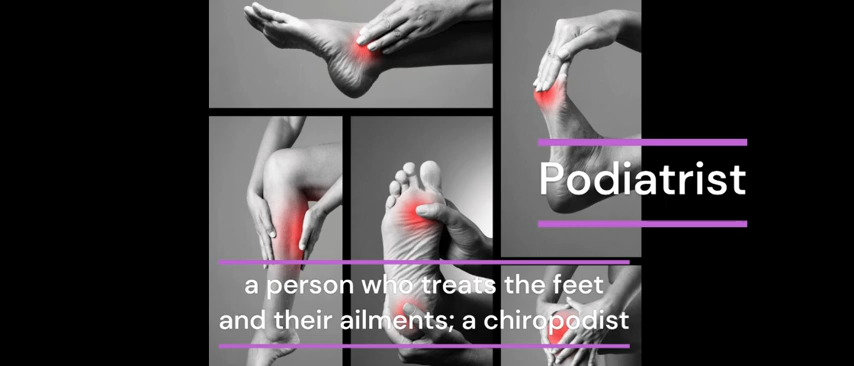 Podiatrist
a person who treats the feet
and their ailments; a chiropodist